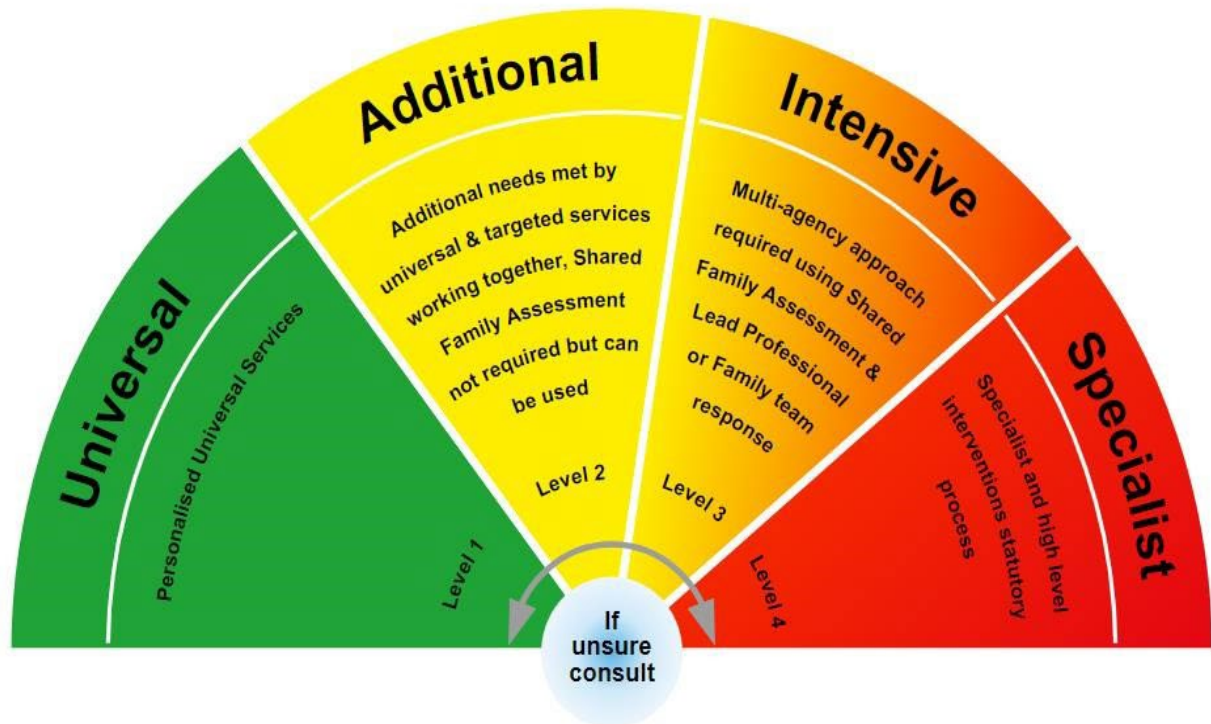 Universal
Personalised Universal Services
Level 1
Additional
Additional needs met by
universal & targeted services
working together, Shared
Family Assessment
not required but can
be used
Level 2
Intensive
Multi-agency approach
required using Shared
Family Assessment &
Lead Professional
or Family team
response
Level 3
Specialist
Specialist and high level
interventions statutory
process
Level 4
If
unsure
consult